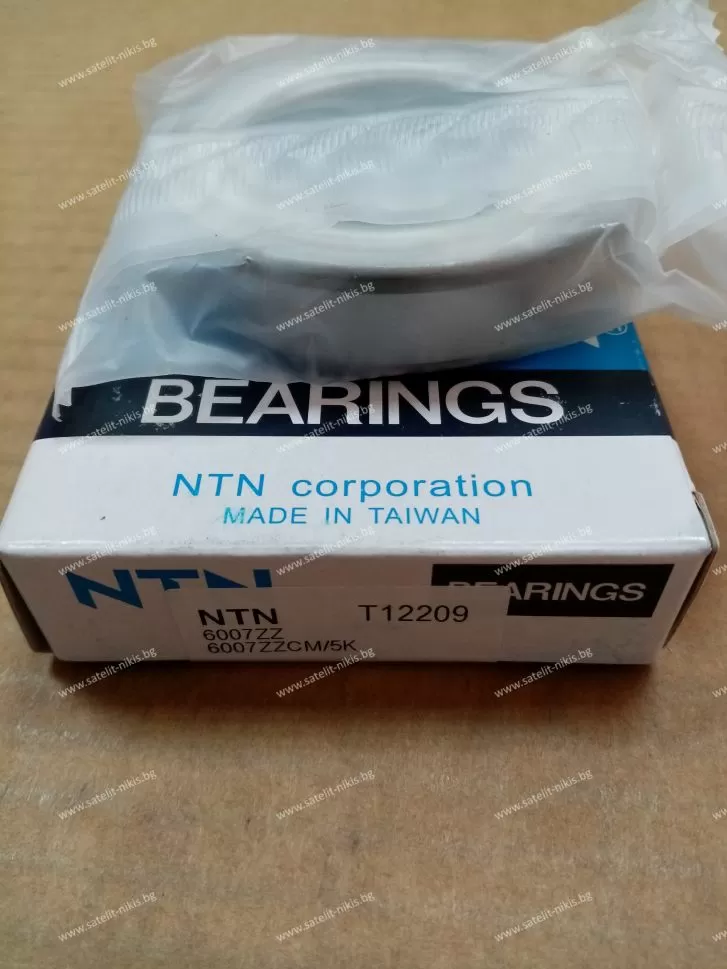 ®
BEARINGS
NTN corporation
MADE IN TAIWAN
NTN
BEARINGS
NTN T12209
6007ZZ
6007ZZCM/5K
www.satelit-nikis.bg